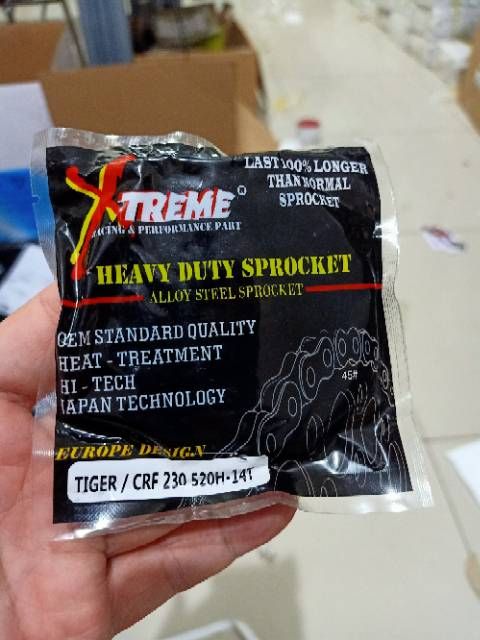 X-TREME®
RACING & PERFORMANCE PART
LAST 100% LONGER
THAN NORMAL
SPROCKET
HEAVY DUTY SPROCKET
ALLOY STEEL SPROCKET
OEM STANDARD QUALITY
HEAT - TREATMENT
HI - TECH
JAPAN TECHNOLOGY
45#
EUROPE DESIGN
TIGER / CRF 230 520H-14T